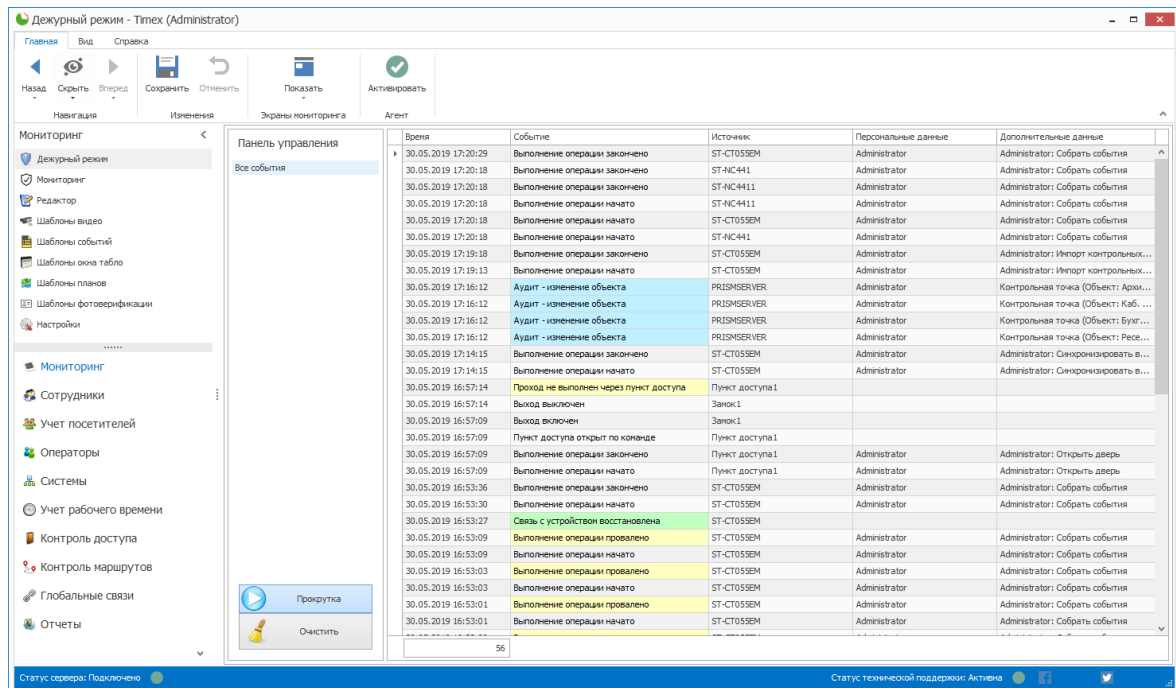 Дежурный режим - Timex (Administrator)
Главная Вид Справка
Назад Скрыть Вперед Сохранить Отменить Показать Активировать
Навигация Изменения Экраны мониторинга Агент
Мониторинг
Дежурный режим
Мониторинг
Редактор
Шаблоны видео
Шаблоны событий
Шаблоны окна табло
Шаблоны планов
Шаблоны фотоверификации
Настройки
Мониторинг
Сотрудники
Учет посетителей
Операторы
Системы
Учет рабочего времени
Контроль доступа
Контроль маршрутов
Глобальные связи
Отчеты
Панель управления
Все события
Прокрутка
Очистить
Время Событие Источник Персональные данные Дополнительные данные
30.05.2019 17:20:29 Выполнение операции закончено ST-CT055EM Administrator Administrator: Собрать события
30.05.2019 17:20:18 Выполнение операции закончено ST-NC441 Administrator Administrator: Собрать события
30.05.2019 17:20:18 Выполнение операции закончено ST-NC4411 Administrator Administrator: Собрать события
30.05.2019 17:20:18 Выполнение операции начато ST-NC4411 Administrator Administrator: Собрать события
30.05.2019 17:20:18 Выполнение операции начато ST-CT055EM Administrator Administrator: Собрать события
30.05.2019 17:20:18 Выполнение операции начато ST-NC441 Administrator Administrator: Собрать события
30.05.2019 17:19:18 Выполнение операции закончено ST-CT055EM Administrator Administrator: Импорт контрольных...
30.05.2019 17:19:13 Выполнение операции начато ST-CT055EM Administrator Administrator: Импорт контрольных...
30.05.2019 17:16:12 Аудит - изменение объекта PRISMSERVER Administrator Контрольная точка (Объект: Архи...
30.05.2019 17:16:12 Аудит - изменение объекта PRISMSERVER Administrator Контрольная точка (Объект: Каб. ...
30.05.2019 17:16:12 Аудит - изменение объекта PRISMSERVER Administrator Контрольная точка (Объект: Бухг...
30.05.2019 17:16:12 Аудит - изменение объекта PRISMSERVER Administrator Контрольная точка (Объект: Ресе...
30.05.2019 17:14:15 Выполнение операции закончено ST-CT055EM Administrator Administrator: Синхронизировать в...
30.05.2019 17:14:15 Выполнение операции начато ST-CT055EM Administrator Administrator: Синхронизировать в...
30.05.2019 16:57:14 Проход не выполнен через пункт доступа Пункт доступа1
30.05.2019 16:57:14 Выход выключен Замок1
30.05.2019 16:57:09 Выход включен Замок1
30.05.2019 16:57:09 Пункт доступа открыт по команде Пункт доступа1
30.05.2019 16:57:09 Выполнение операции закончено Пункт доступа1 Administrator Administrator: Открыть дверь
30.05.2019 16:57:09 Выполнение операции начато Пункт доступа1 Administrator Administrator: Открыть дверь
30.05.2019 16:53:36 Выполнение операции закончено ST-CT055EM Administrator Administrator: Собрать события
30.05.2019 16:53:30 Выполнение операции начато ST-CT055EM Administrator Administrator: Собрать события
30.05.2019 16:53:27 Связь с устройством восстановлена ST-CT055EM
30.05.2019 16:53:09 Выполнение операции провалено ST-CT055EM Administrator Administrator: Собрать события
30.05.2019 16:53:09 Выполнение операции начато ST-CT055EM Administrator Administrator: Собрать события
30.05.2019 16:53:03 Выполнение операции провалено ST-CT055EM Administrator Administrator: Собрать события
30.05.2019 16:53:03 Выполнение операции начато ST-CT055EM Administrator Administrator: Собрать события
30.05.2019 16:53:01 Выполнение операции провалено ST-CT055EM Administrator Administrator: Собрать события
30.05.2019 16:53:01 Выполнение операции начато ST-CT055EM Administrator Administrator: Собрать события
56
Статус сервера: Подключено Статус технической поддержки: Активна